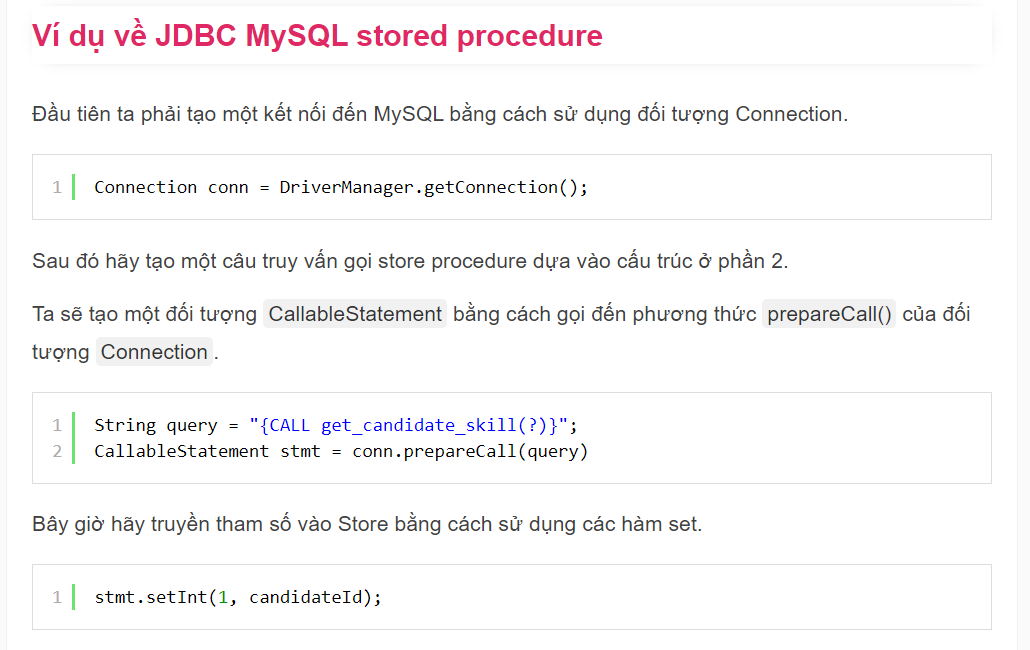 Ví dụ về JDBC MySQL stored procedure
Đầu tiên ta phải tạo một kết nối đến MySQL bằng cách sử dụng đối tượng Connection.
1 Connection conn = DriverManager.getConnection();
Sau đó hãy tạo một câu truy vấn gọi store procedure dựa vào cấu trúc ở phần 2.
Ta sẽ tạo một đối tượng CallableStatement bằng cách gọi đến phương thức prepareCall() của đối
tượng Connection .
1 String query = "{CALL get_candidate_skill(?)}";
2 CallableStatement stmt = conn.prepareCall(query)
Bây giờ hãy truyền tham số vào Store bằng cách sử dụng các hàm set.
1 stmt.setInt(1, candidateId);